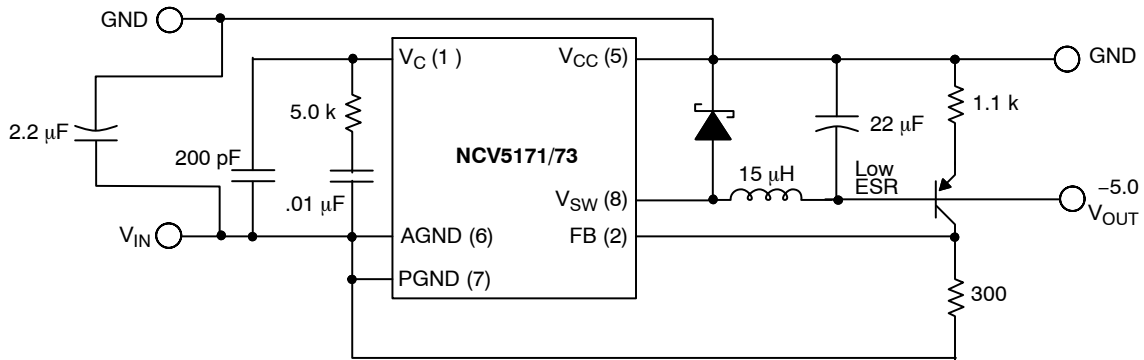 GND
V_C (1 )
V_CC (5)
GND
5.0 k
1.1 k
2.2 μF
22 μF
200 pF
NCV5171/73
.01 μF
15 μH
Low
ESR
V_SW (8)
−5.0
V_OUT
V_IN
AGND (6)
FB (2)
PGND (7)
300